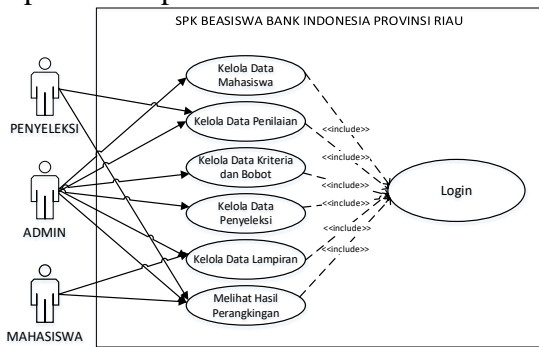 SPK BEASISWA BANK INDONESIA PROVINSI RIAU
PENYELEKSI
ADMIN
MAHASISWA
Kelola Data
Mahasiswa
Kelola Data Penilaian
Kelola Data Kriteria
dan Bobot
Kelola Data
Penyeleksi
Kelola Data Lampiran
Melihat Hasil
Perangkingan
<<include>>
<<include>>
<<include>>
<<include>>
<<include>>
<<include>>
Login